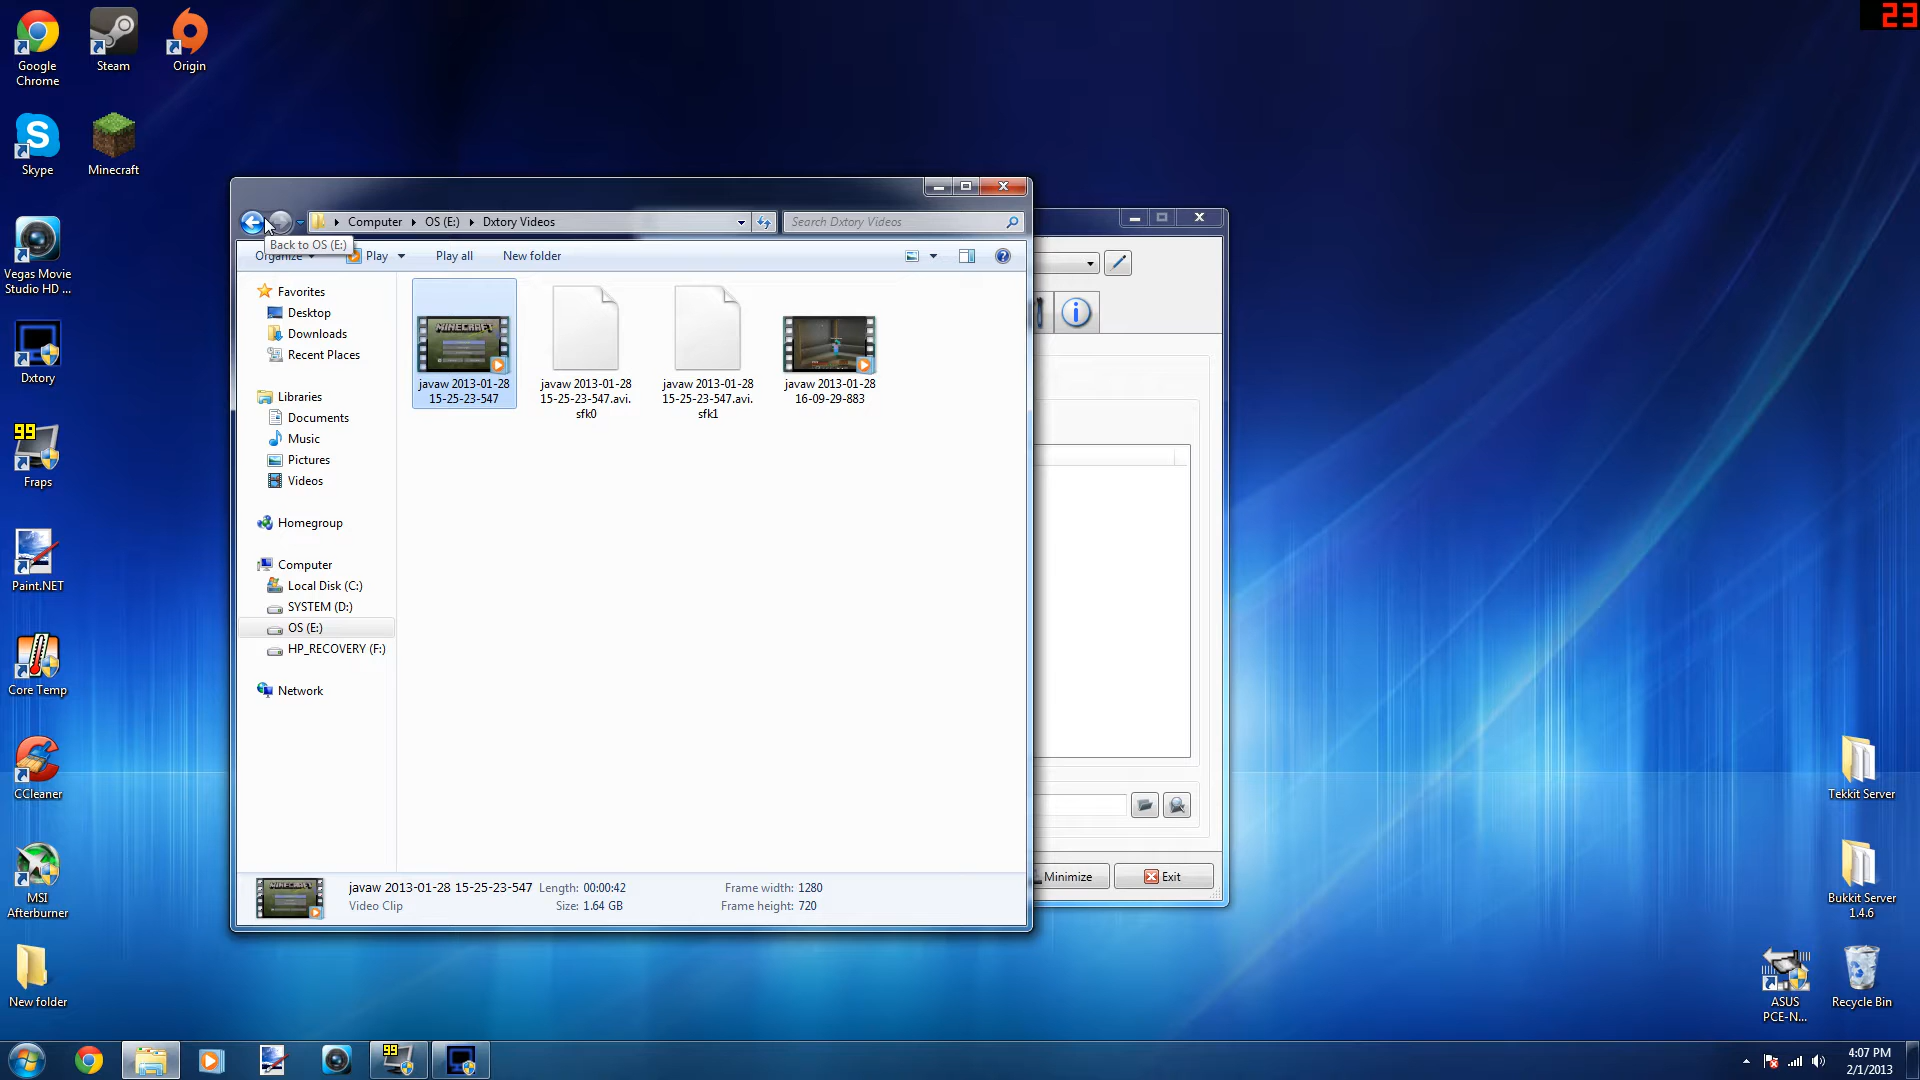 23
Google
Chrome
Steam
Origin
Skype
Minecraft
Vegas Movie
Studio HD ...
Dxtory
99
Fraps
Paint.NET
Core Temp
CCleaner
MSI
Afterburner
New folder
Computer
OS (E:)
Dxtory Videos
Search Dxtory Videos
Back to OS (E:)
Organize
Play
Play all
New folder
Favorites
Desktop
Downloads
Recent Places
Libraries
Documents
Music
Pictures
Videos
Homegroup
Computer
Local Disk (C:)
SYSTEM (D:)
OS (E:)
HP_RECOVERY (F:)
Network
MINECRAFT
javaw 2013-01-28
15-25-23-547
javaw 2013-01-28
15-25-23-547.avi.
sfk0
javaw 2013-01-28
15-25-23-547.avi.
sfk1
javaw 2013-01-28
16-09-29-883
MINECRAFT
javaw 2013-01-28 15-25-23-547
Video Clip
Length: 00:00:42
Size: 1.64 GB
Frame width: 1280
Frame height: 720
Minimize
Exit
Tekkit Server
Bukkit Server
1.4.6
ASUS
PCE-N...
Recycle Bin
99
4:07 PM
2/1/2013